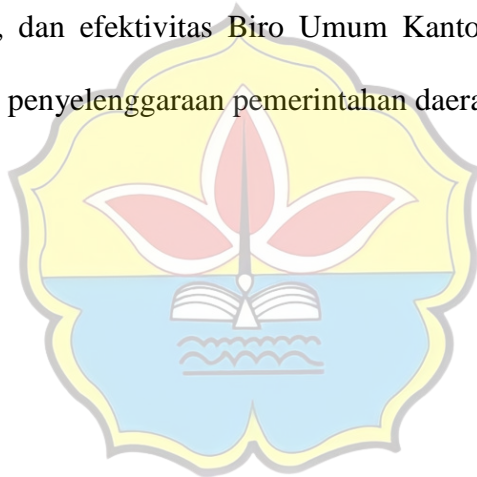 , dan efektivitas Biro Umum Kanto
penyelenggaraan pemerintahan daera